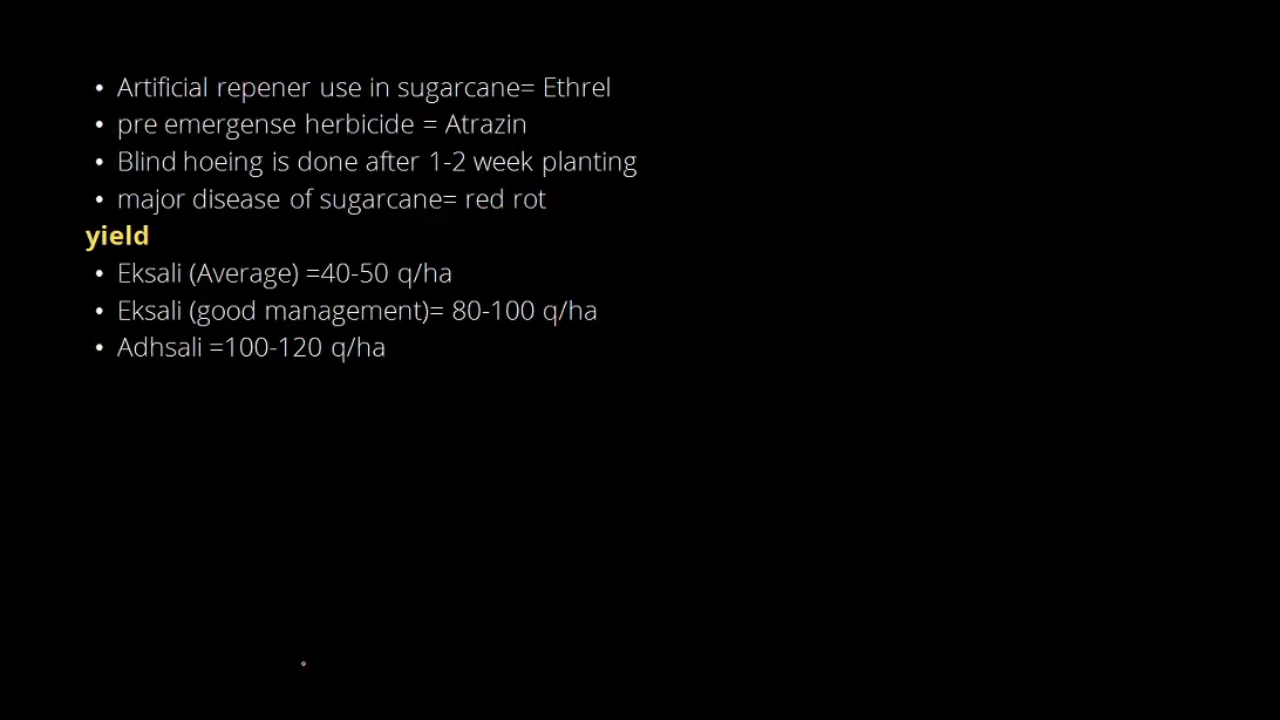 • Artificial repener use in sugarcane= Ethrel
• pre emergense herbicide = Atrazin
• Blind hoeing is done after 1-2 week planting
• major disease of sugarcane= red rot
yield
• Eksali (Average) =40-50 q/ha
• Eksali (good management)= 80-100 q/ha
• Adhsali =100-120 q/ha